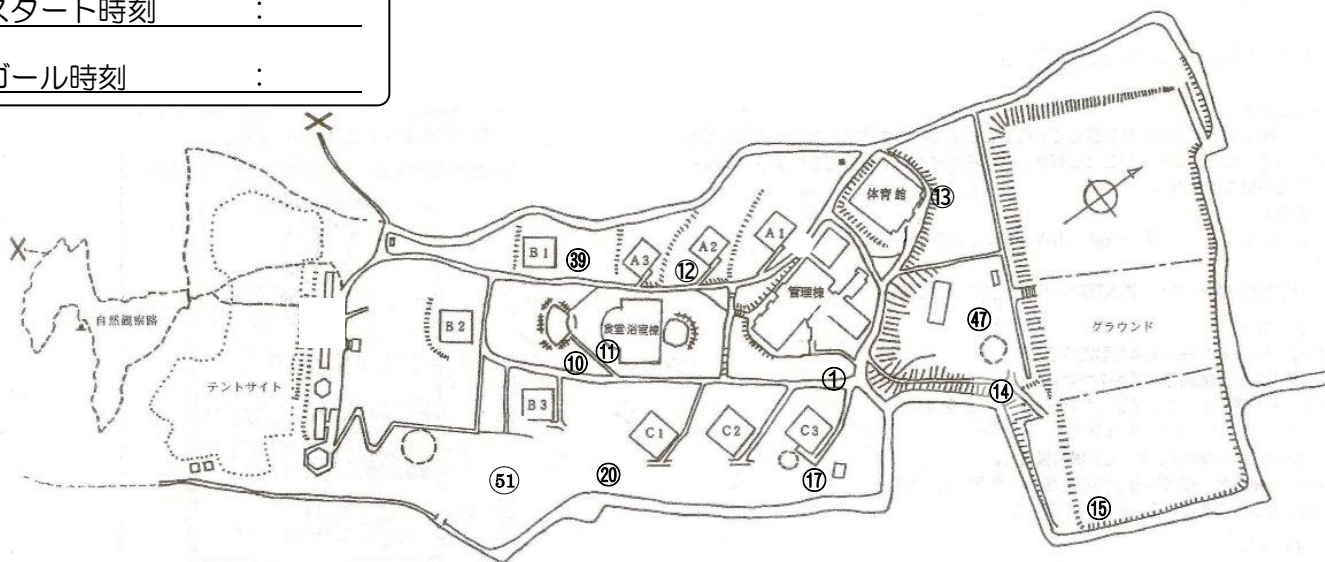 スタート時刻 :
ゴール時刻 :
体育館
⑬
A1
A2
⑫
A3
㊴
B1
管理棟
グラウンド
㊼
自然観察路
B2
食堂・浴室棟
⑪
⑩
テントサイト
①
⑭
B3
C1
C2
C3
51
⑳
⑰
⑮